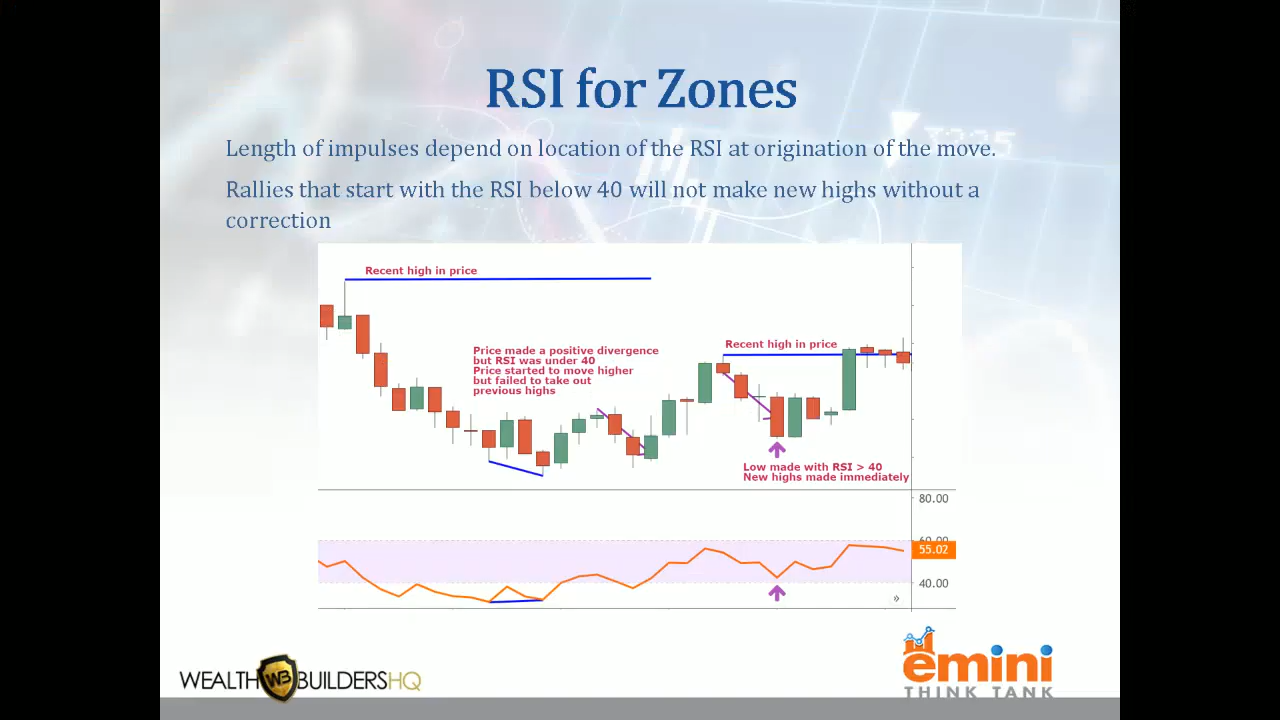 RSI for Zones
Length of impulses depend on location of the RSI at origination of the move.
Rallies that start with the RSI below 40 will not make new highs without a
correction
Recent high in price
Price made a positive divergence
but RSI was under 40
Price started to move higher
but failed to take out
previous highs
Recent high in price
Low made with RSI > 40
New highs made immediately
80.00
60.00
55.02
40.00
WEALTH WB BUILDERSHQ
emini
THINK TANK